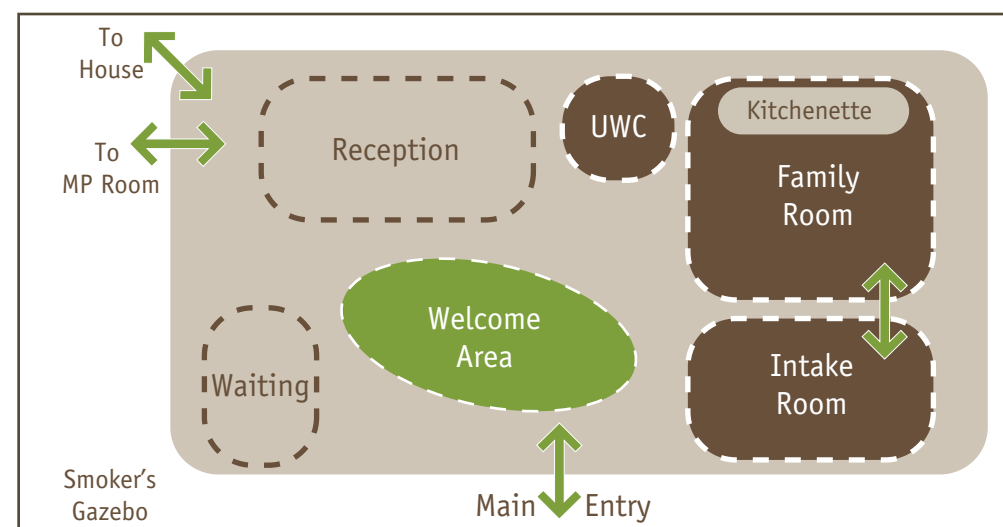 To
House
To
MP Room
Reception
UWC
Kitchenette
Family
Room
Welcome
Area
Waiting
Intake
Room
Smoker's
Gazebo
Main Entry